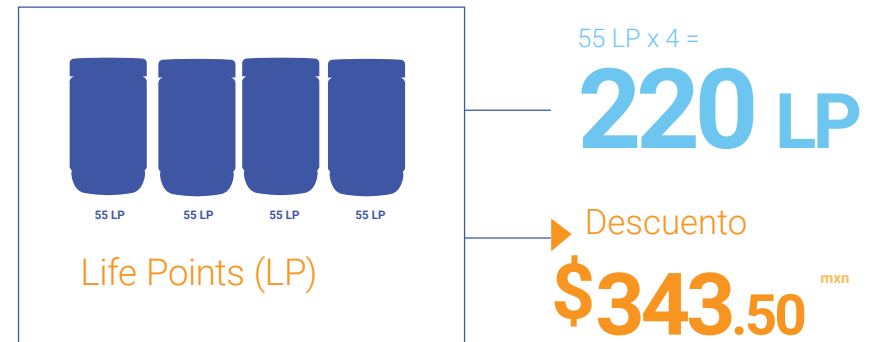 55 LP 55 LP 55 LP 55 LP
Life Points (LP)
55 LP x 4 =
220 LP
Descuento
$343.50 mxn